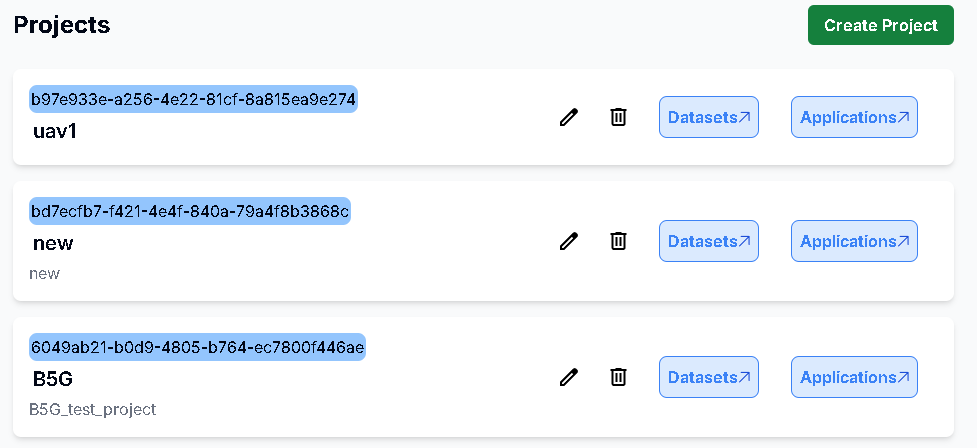 Projects
Create Project
b97e933e-a256-4e22-81cf-8a815ea9e274
uav1
Datasets
Applications
bd7ecfb7-f421-4e4f-840a-79a4f8b3868c
new
new
Datasets
Applications
6049ab21-b0d9-4805-b764-ec7800f446ae
B5G
B5G_test_project
Datasets
Applications